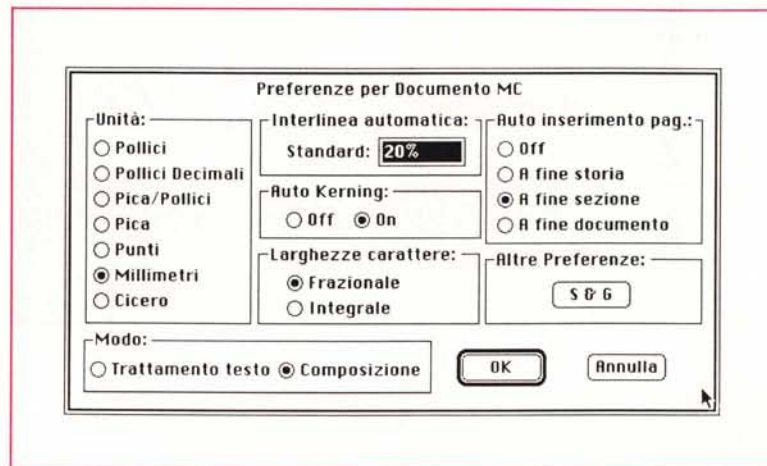 Preferenze per Documento MC
Unità:
Pollici
Pollici Decimali
Pica/Pollici
Pica
Punti
Millimetri
Cicero
Interlinea automatica:
Standard: 20%
Auto Kerning:
Off On
Larghezze carattere:
Frazionale
Integrale
Auto inserimento pag.:
Off
A fine storia
A fine sezione
A fine documento
Altre Preferenze:
S & G
Modo:
Trattamento testo Composizione
OK
Annulla